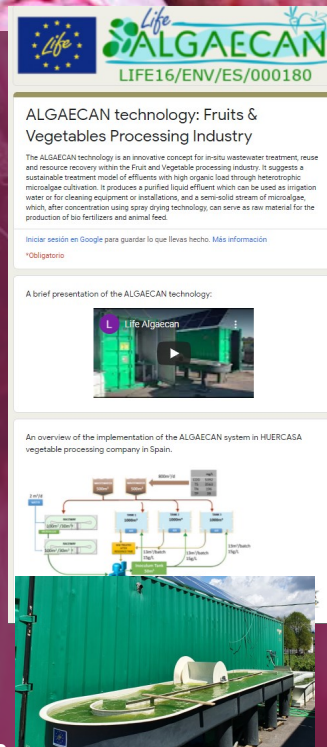 Life
Life
ALGAECAN
LIFE16/ENV/ES/000180
ALGAECAN technology: Fruits &
Vegetables Processing Industry
The ALGAECAN technology is an innovative concept for in-situ wastewater treatment, reuse
and resource recovery within the Fruit and Vegetable processing industry. It suggests a
sustainable treatment model of effluents with high organic load through heterotrophic
microalgae cultivation. It produces a purified liquid effluent which can be used as irrigation
water or for cleaning equipment or installations, and a semi-solid stream of microalgae,
which, after concentration using spray drying technology, can serve as raw material for the
production of bio fertilizers and animal feed.
Iniciar sesión en Google para guardar lo que llevas hecho. Más información
*Obligatorio
A brief presentation of the ALGAECAN technology:
L Life Algaecan
An overview of the implementation of the ALGAECAN system in HUERCASA
vegetable processing company in Spain.